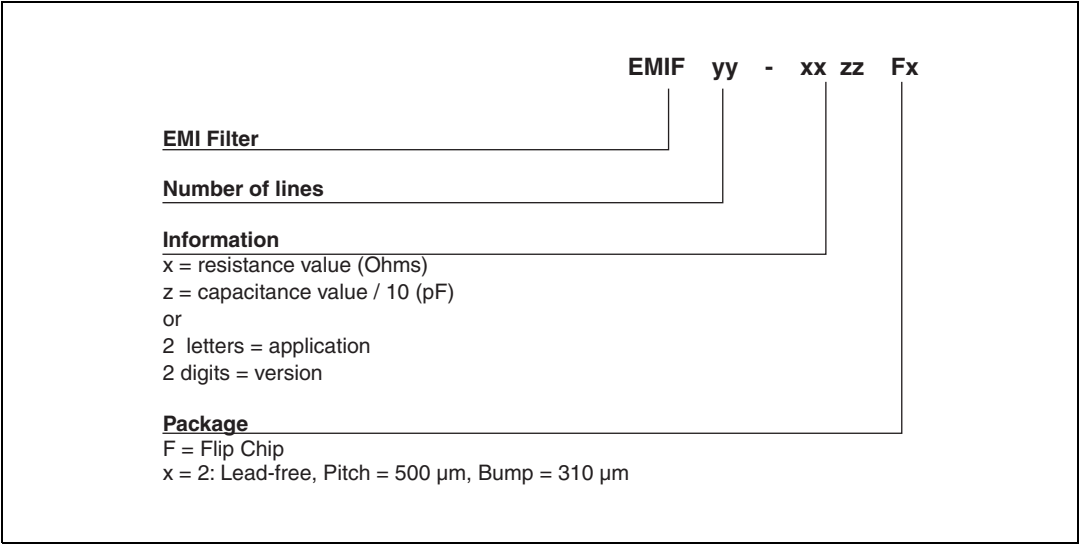 EMIF yy - xx zz Fx
EMI Filter
Number of lines
Information
x = resistance value (Ohms)
z = capacitance value / 10 (pF)
or
2 letters = application
2 digits = version
Package
F = Flip Chip
x = 2: Lead-free, Pitch = 500 µm, Bump = 310 µm